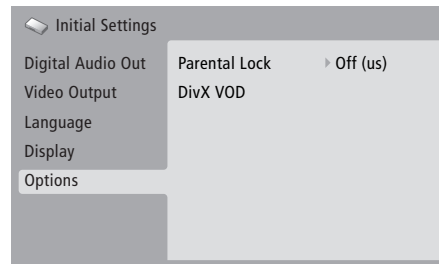 Initial Settings
Digital Audio Out
Video Output
Language
Display
Options
Parental Lock
Off (us)
DivX VOD